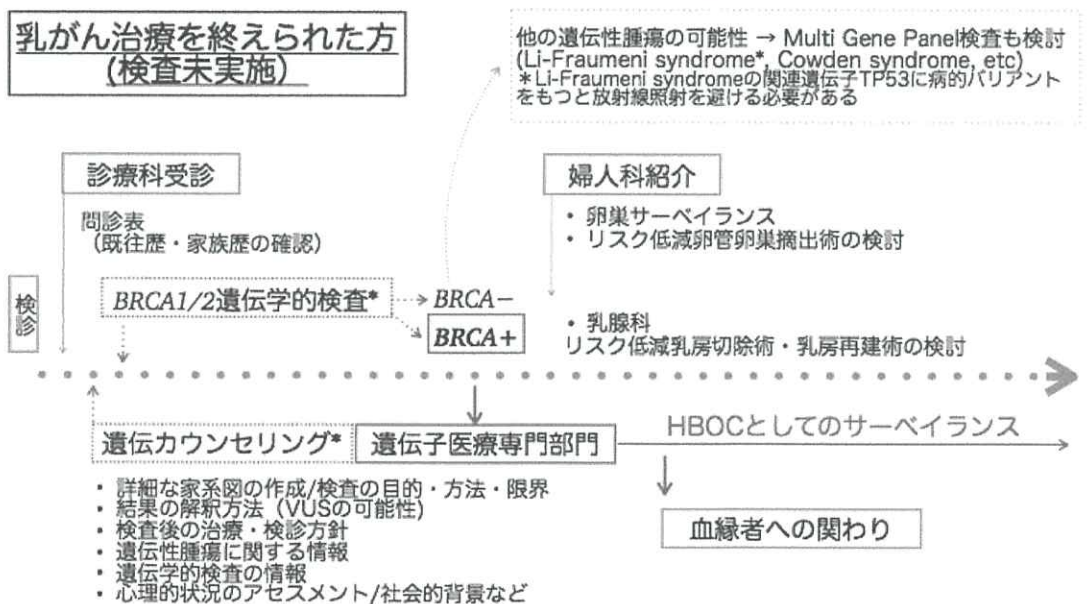 乳がん治療を終えられた方
(検査未実施)
他の遺伝性腫瘍の可能性 → Multi Gene Panel検査も検討
(Li-Fraumeni syndrome*, Cowden syndrome, etc)
＊Li-Fraumeni syndromeの関連遺伝子TP53に病的バリアント
をもつと放射線照射を避ける必要がある
診療科受診
問診表
（既往歴・家族歴の確認）
婦人科紹介
• 卵巣サーベイランス
• リスク低減卵管卵巣摘出術の検討
検診
BRCA1/2遺伝学的検査*
BRCA−
BRCA+
• 乳腺科
リスク低減乳房切除術・乳房再建術の検討
遺伝カウンセリング*
遺伝子医療専門部門
HBOCとしてのサーベイランス
• 詳細な家系図の作成/検査の目的・方法・限界
• 結果の解釈方法（VUSの可能性)
• 検査後の治療・検診方針
• 遺伝性腫瘍に関する情報
• 遺伝学的検査の情報
• 心理的状況のアセスメント/社会的背景など
血縁者への関わり